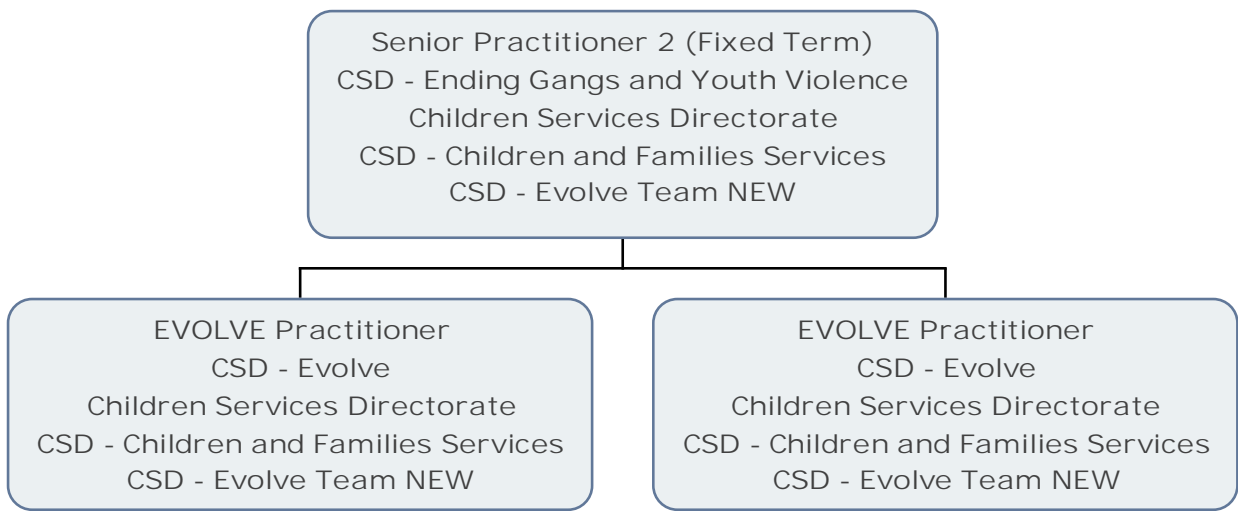 Senior Practitioner 2 (Fixed Term)
CSD - Ending Gangs and Youth Violence
Children Services Directorate
CSD - Children and Families Services
CSD - Evolve Team NEW
EVOLVE Practitioner
CSD - Evolve
Children Services Directorate
CSD - Children and Families Services
CSD - Evolve Team NEW
EVOLVE Practitioner
CSD - Evolve
Children Services Directorate
CSD - Children and Families Services
CSD - Evolve Team NEW